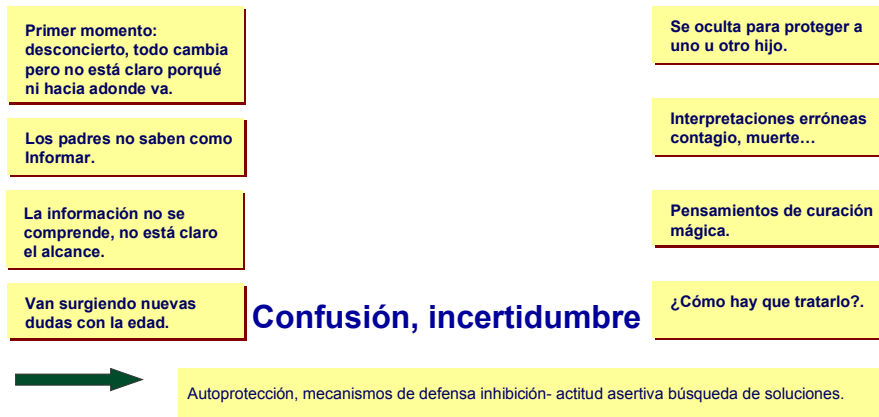 Primer momento:
desconcierto, todo cambia
pero no está claro porqué
ni hacia adonde va.
Los padres no saben como
Informar.
La información no se
comprende, no está claro
el alcance.
Van surgiendo nuevas
dudas con la edad.
Confusión, incertidumbre
Se oculta para proteger a
uno u otro hijo.
Interpretaciones erróneas
contagio, muerte…
Pensamientos de curación
mágica.
¿Cómo hay que tratarlo?.
Autoprotección, mecanismos de defensa inhibición- actitud asertiva búsqueda de soluciones.